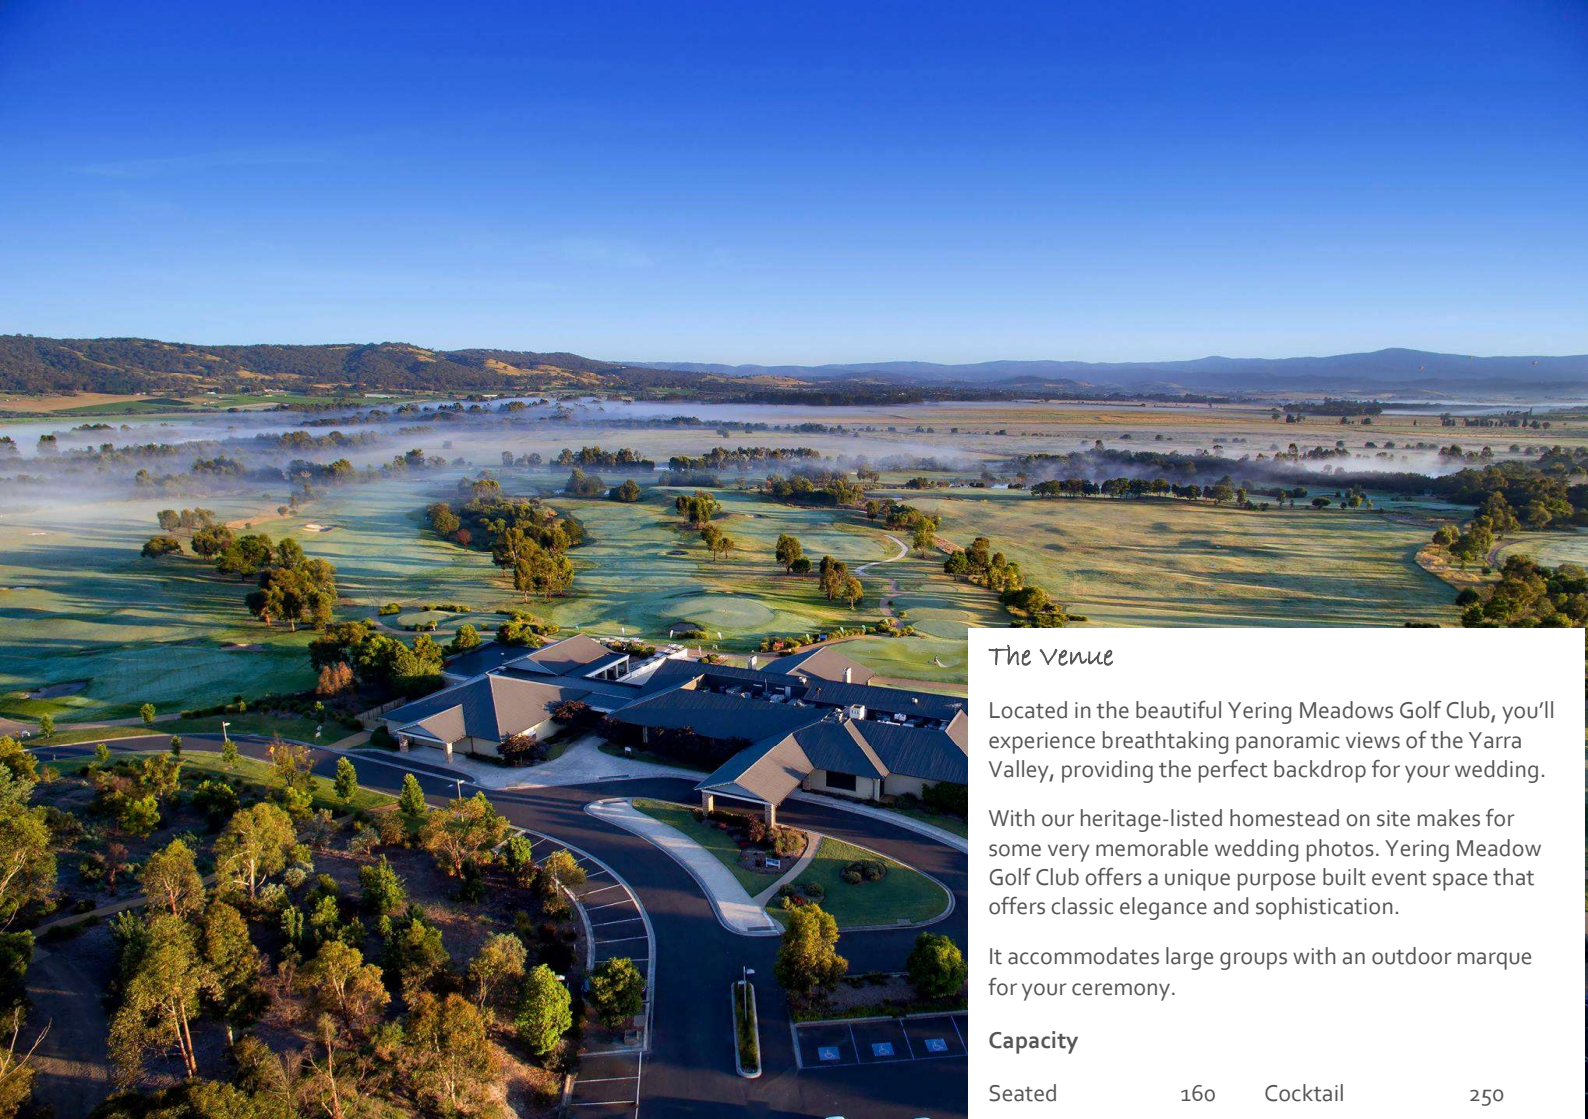 The Venue
Located in the beautiful Yering Meadows Golf Club, you'll
experience breathtaking panoramic views of the Yarra
Valley, providing the perfect backdrop for your wedding.
With our heritage-listed homestead on site makes for
some very memorable wedding photos. Yering Meadow
Golf Club offers a unique purpose built event space that
offers classic elegance and sophistication.
It accommodates large groups with an outdoor marque
for your ceremony.
Capacity
Seated 160 Cocktail 250